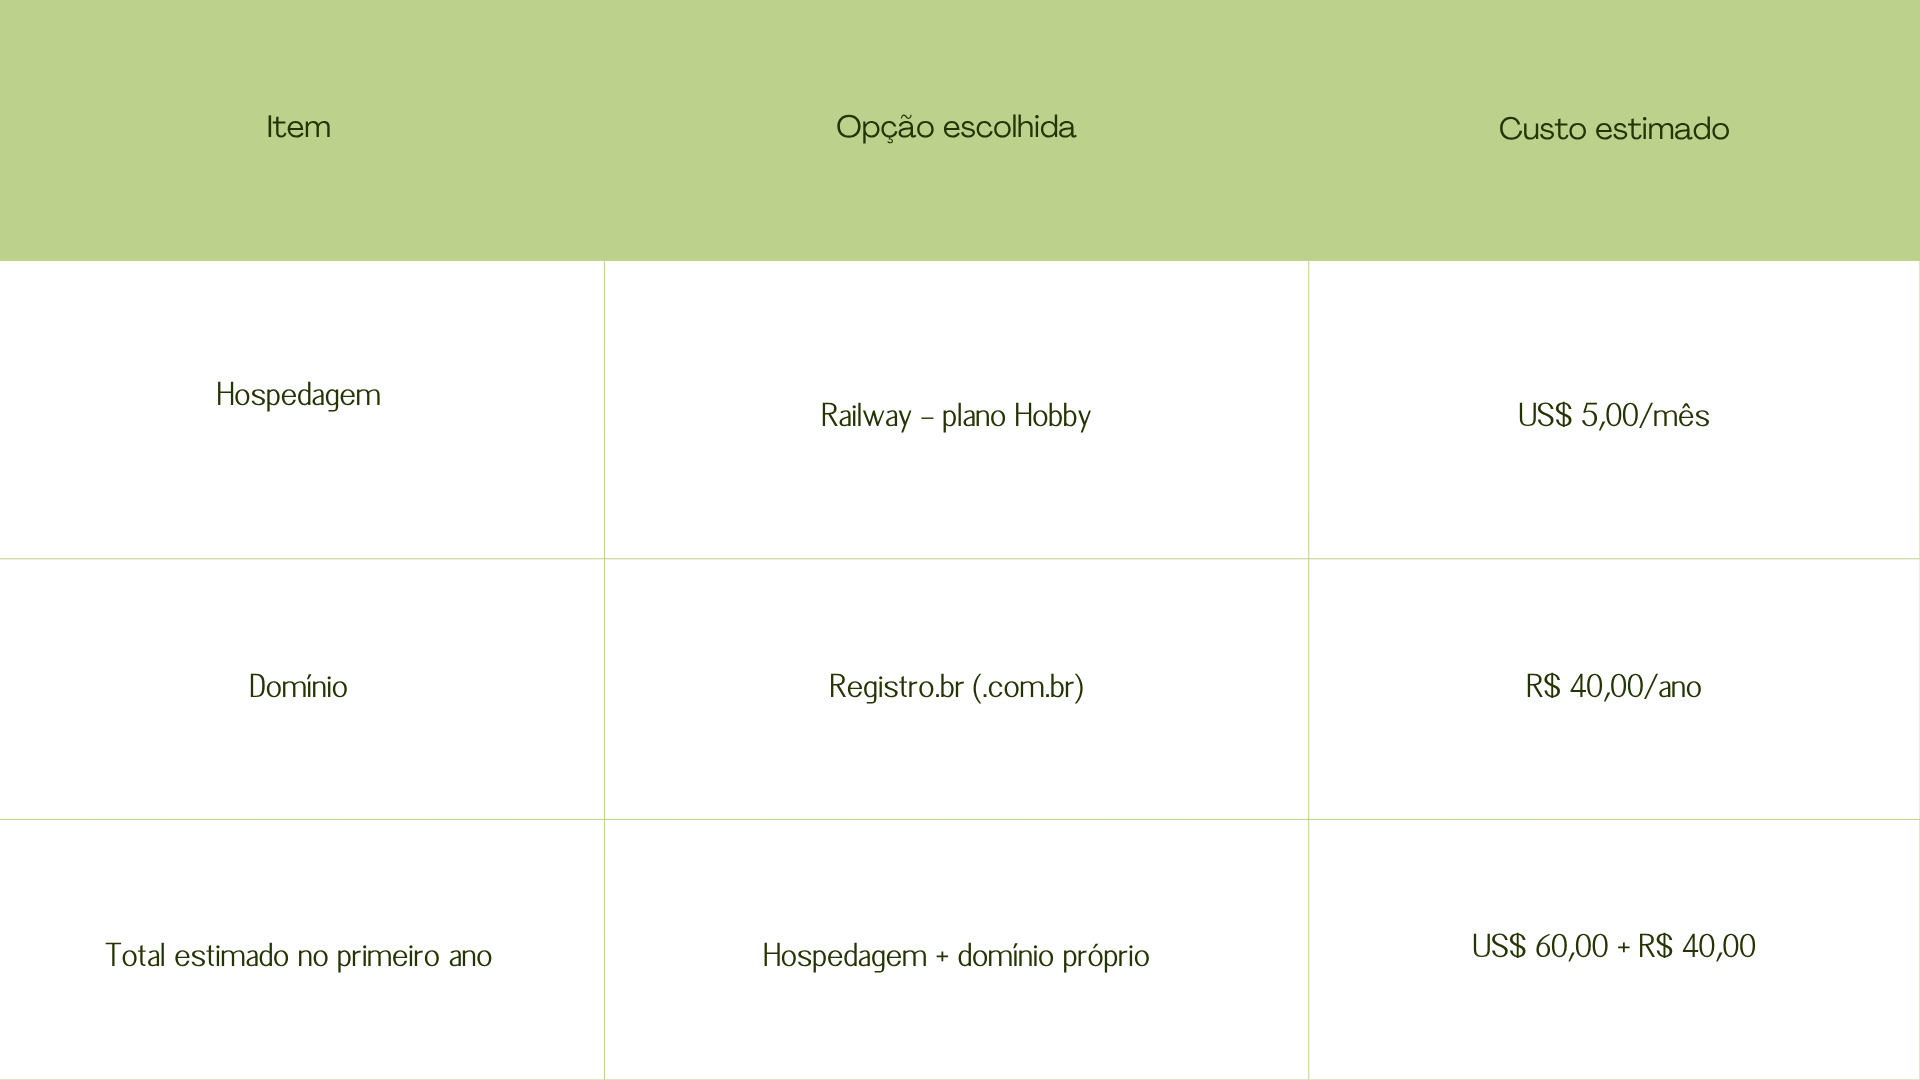 Item
Opção escolhida
Custo estimado
Hospedagem
Railway – plano Hobby
US$ 5,00/mês
Domínio
Registro.br (.com.br)
R$ 40,00/ano
Total estimado no primeiro ano
Hospedagem + domínio próprio
US$ 60,00 + R$ 40,00